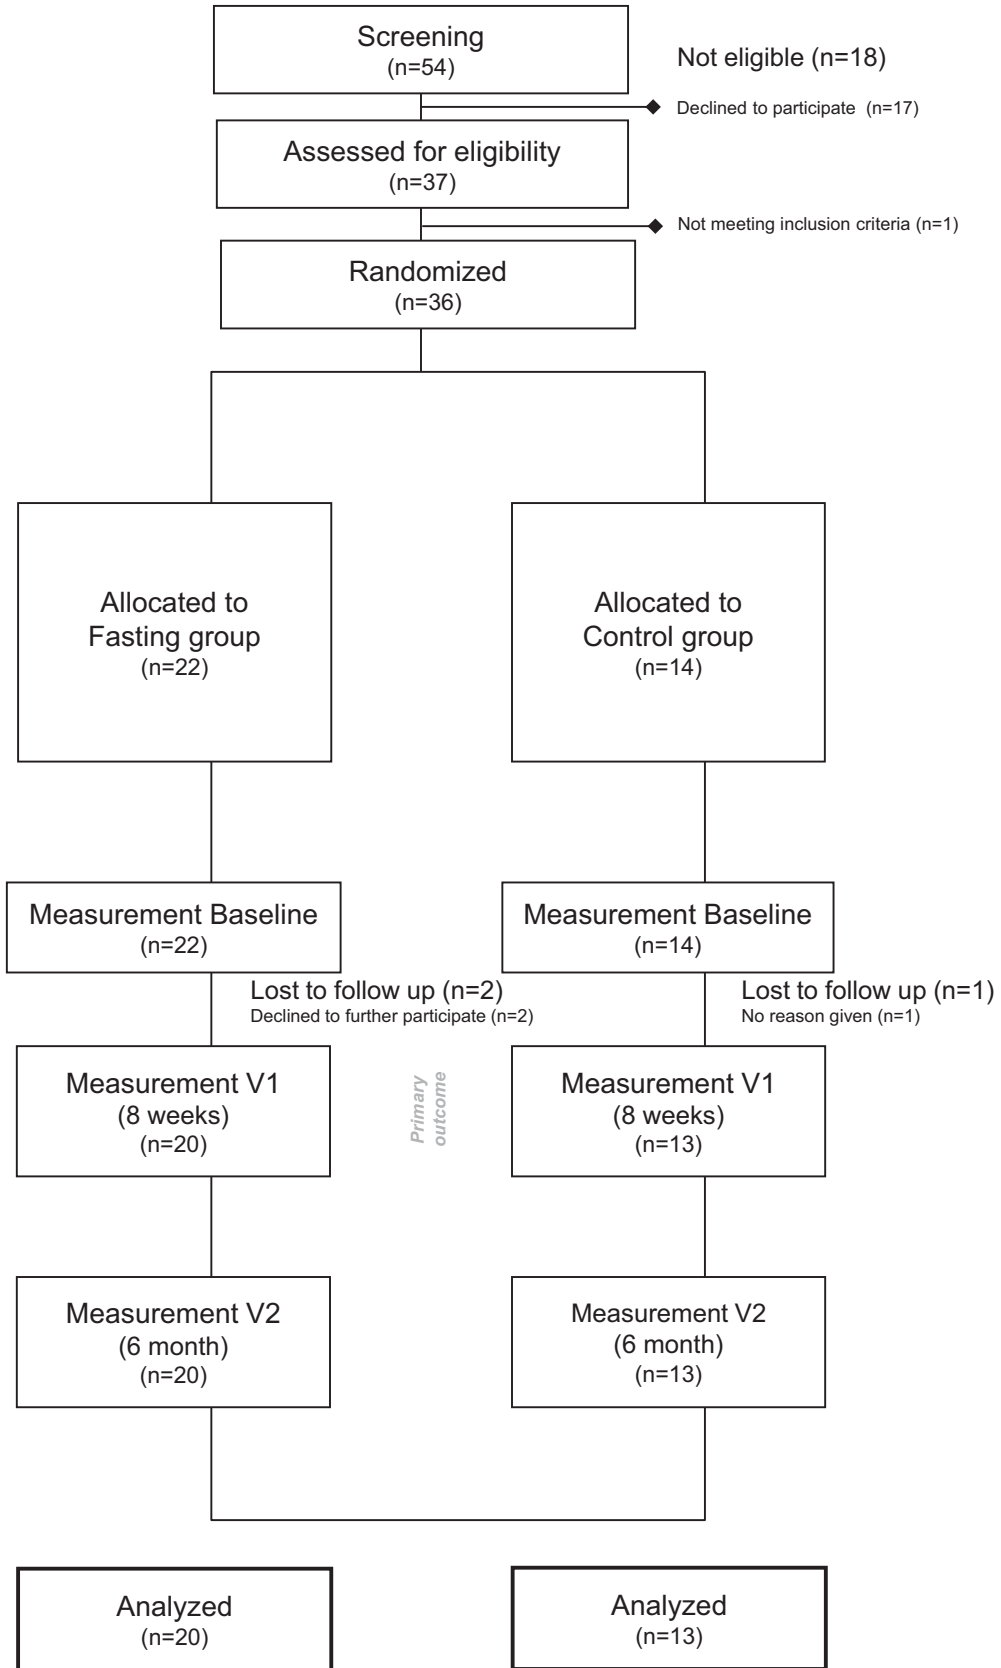 Screening
(n=54)
Not eligible (n=18)
Declined to participate (n=17)
Assessed for eligibility
(n=37)
Not meeting inclusion criteria (n=1)
Randomized
(n=36)
Allocated to
Fasting group
(n=22)
Allocated to
Control group
(n=14)
Measurement Baseline
(n=22)
Measurement Baseline
(n=14)
Lost to follow up (n=2)
Declined to further participate (n=2)
Lost to follow up (n=1)
No reason given (n=1)
Measurement V1
(8 weeks)
(n=20)
Primary
outcome
Measurement V1
(8 weeks)
(n=13)
Measurement V2
(6 month)
(n=20)
Measurement V2
(6 month)
(n=13)
Analyzed
(n=20)
Analyzed
(n=13)